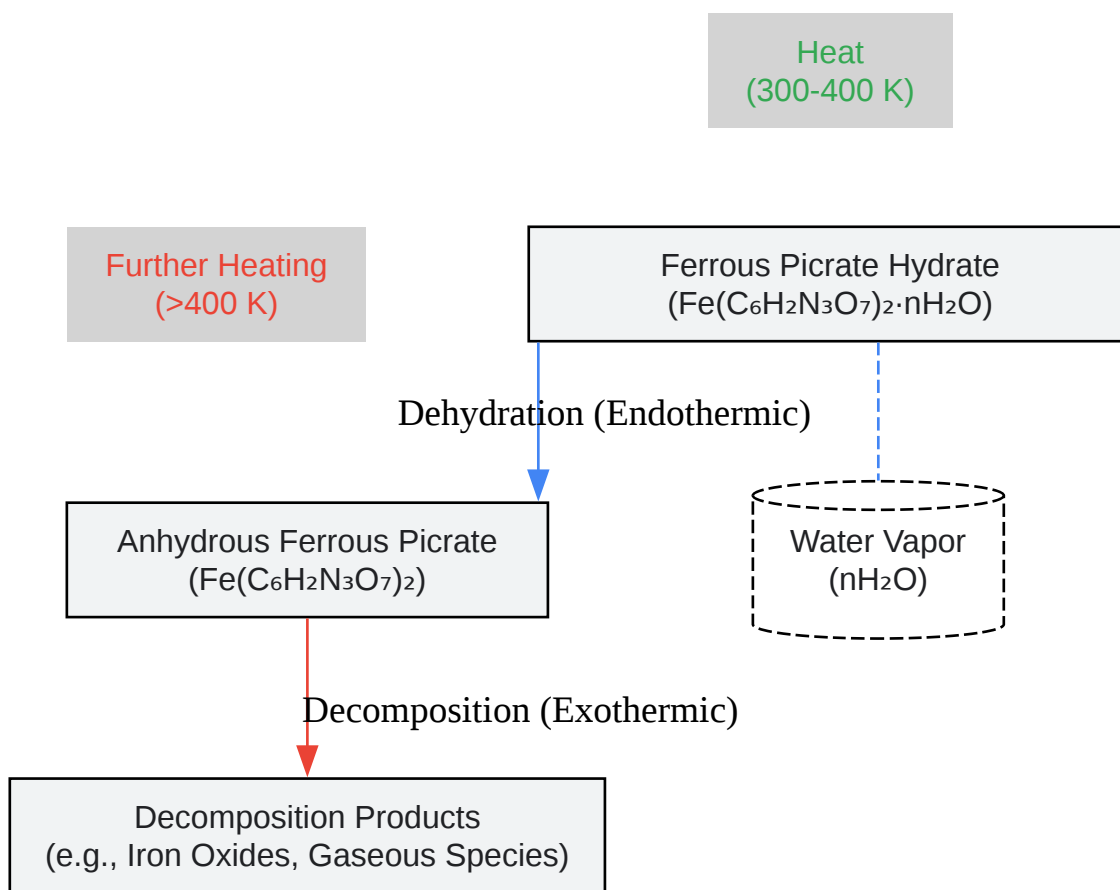 Heat
(300-400 K)
Further Heating
(>400 K)
Ferrous Picrate Hydrate
(Fe(C₆H₂N₃O₇)₂·nH₂O)
Dehydration (Endothermic)
Anhydrous Ferrous Picrate
(Fe(C₆H₂N₃O₇)₂)
Water Vapor
(nH₂O)
Decomposition (Exothermic)
Decomposition Products
(e.g., Iron Oxides, Gaseous Species)